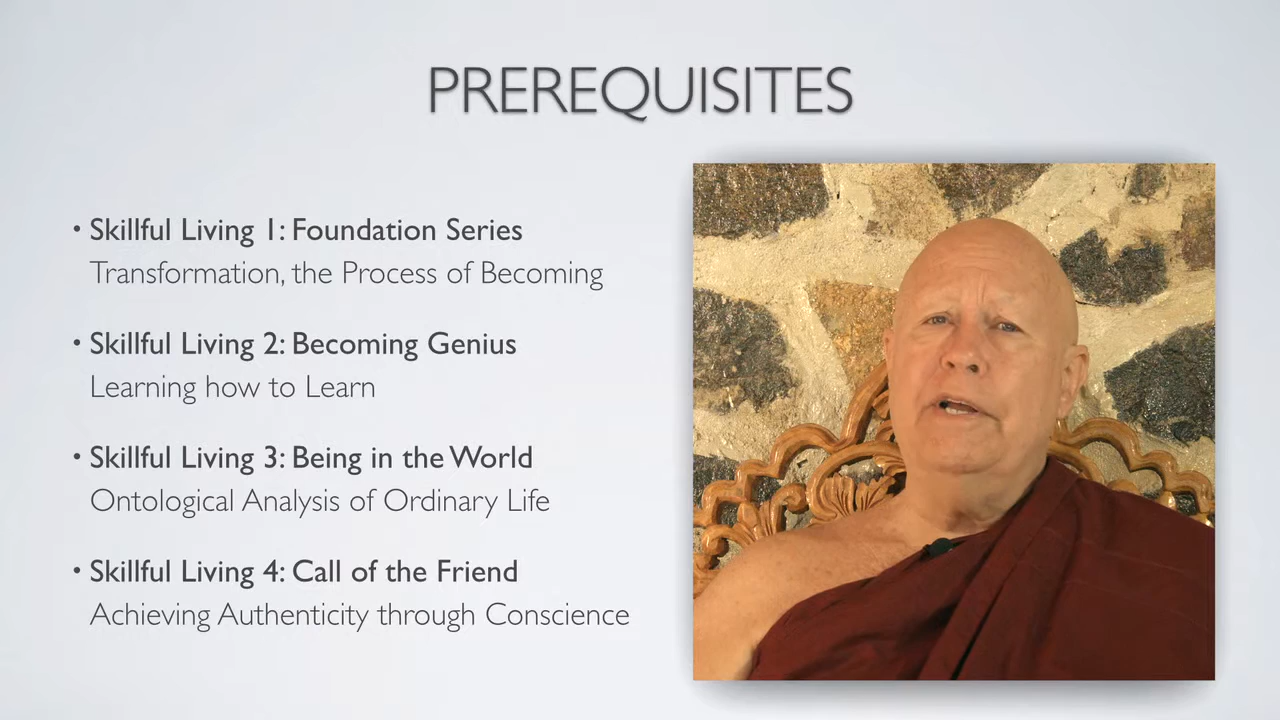 PREREQUISITES
• Skillful Living 1: Foundation Series
Transformation, the Process of Becoming
• Skillful Living 2: Becoming Genius
Learning how to Learn
• Skillful Living 3: Being in the World
Ontological Analysis of Ordinary Life
• Skillful Living 4: Call of the Friend
Achieving Authenticity through Conscience